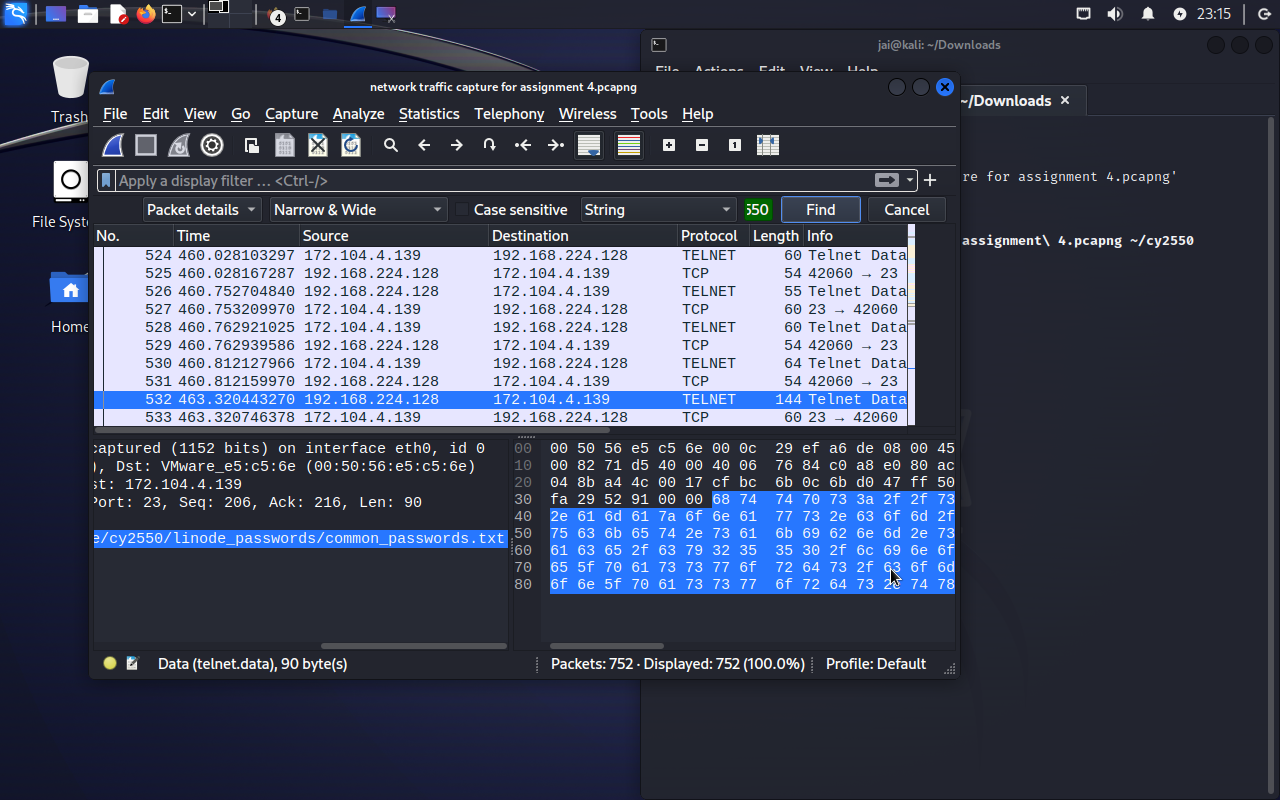 4
23:15
Trash
File Syst
Home
jai@kali: ~/Downloads
File Actions Edit View Help
~/Downloads ×
re for assignment 4.pcapng'
assignment\ 4.pcapng ~/cy2550
network traffic capture for assignment 4.pcapng
File Edit View Go Capture Analyze Statistics Telephony Wireless Tools Help
Apply a display filter … <Ctrl-/>
Packet details Narrow & Wide Case sensitive String 550 Find Cancel
No. Time Source Destination Protocol Length Info
524 460.028103297 172.104.4.139 192.168.224.128 TELNET 60 Telnet Data
525 460.028167287 192.168.224.128 172.104.4.139 TCP 54 42060 → 23
526 460.752704840 192.168.224.128 172.104.4.139 TELNET 55 Telnet Data
527 460.753209970 172.104.4.139 192.168.224.128 TCP 60 23 → 42060
528 460.762921025 172.104.4.139 192.168.224.128 TELNET 60 Telnet Data
529 460.762939586 192.168.224.128 172.104.4.139 TCP 54 42060 → 23
530 460.812127966 172.104.4.139 192.168.224.128 TELNET 64 Telnet Data
531 460.812159970 192.168.224.128 172.104.4.139 TCP 54 42060 → 23
532 463.320443270 192.168.224.128 172.104.4.139 TELNET 144 Telnet Data
533 463.320746378 172.104.4.139 192.168.224.128 TCP 60 23 → 42060
captured (1152 bits) on interface eth0, id 0
), Dst: VMware_e5:c5:6e (00:50:56:e5:c5:6e)
st: 172.104.4.139
Port: 23, Seq: 206, Ack: 216, Len: 90
e/cy2550/linode_passwords/common_passwords.txt
00 00 50 56 e5 c5 6e 00 0c 29 ef a6 de 08 00 45
10 00 82 71 d5 40 00 40 06 76 84 c0 a8 e0 80 ac
20 04 8b a4 4c 00 17 cf bc 6b 0c 6b d0 47 ff 50
30 fa 29 52 91 00 00 68 74 74 70 73 3a 2f 2f 73
40 2e 61 6d 61 7a 6f 6e 61 77 73 2e 63 6f 6d 2f
50 75 63 6b 65 74 2e 73 61 6b 69 62 6e 6d 2e 73
60 61 63 65 2f 63 79 32 35 35 30 2f 6c 69 6e 6f
70 65 5f 70 61 73 73 77 6f 72 64 73 2f 63 6f 6d
80 6f 6e 5f 70 61 73 73 77 6f 72 64 73 2e 74 78
Data (telnet.data), 90 byte(s)
Packets: 752 · Displayed: 752 (100.0%)
Profile: Default